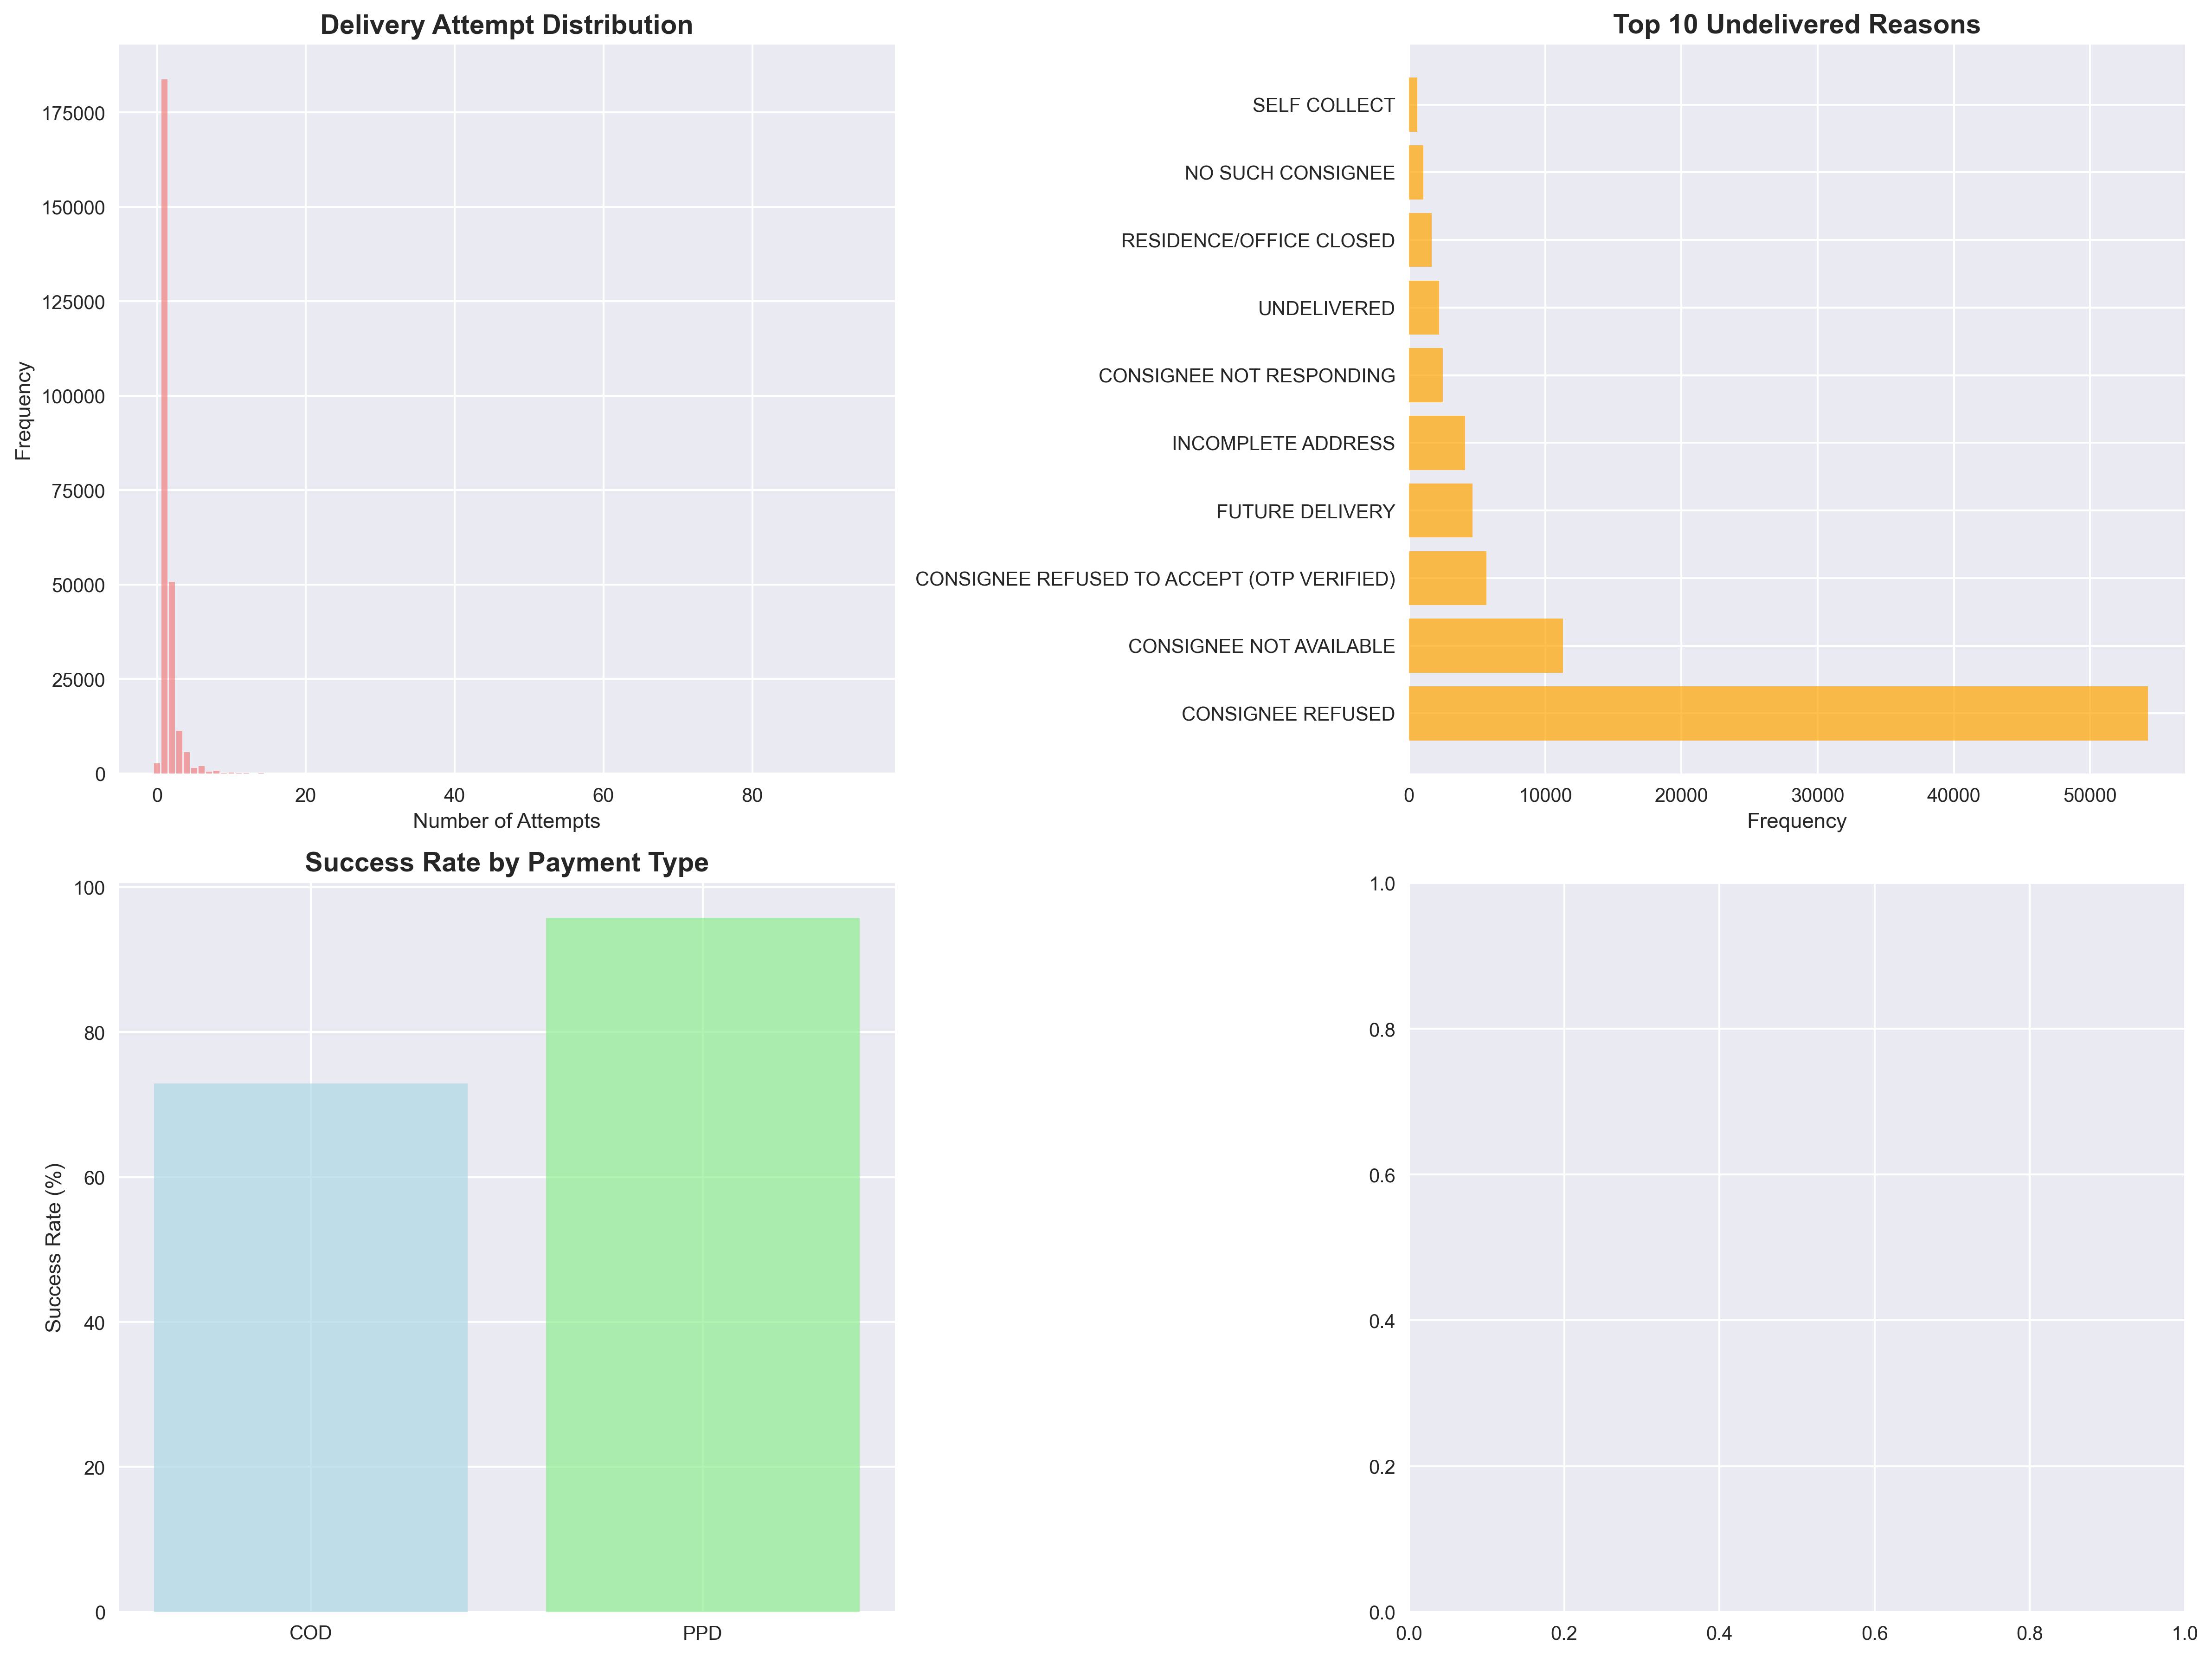 Delivery Attempt Distribution
175000
150000
125000
100000
75000
50000
25000
0
Frequency
0 20 40 60 80
Number of Attempts
Top 10 Undelivered Reasons
SELF COLLECT
NO SUCH CONSIGNEE
RESIDENCE/OFFICE CLOSED
UNDELIVERED
CONSIGNEE NOT RESPONDING
INCOMPLETE ADDRESS
FUTURE DELIVERY
CONSIGNEE REFUSED TO ACCEPT (OTP VERIFIED)
CONSIGNEE NOT AVAILABLE
CONSIGNEE REFUSED
0 10000 20000 30000 40000 50000
Frequency
Success Rate by Payment Type
100
80
60
40
20
0
Success Rate (%)
COD PPD
1.0
0.8
0.6
0.4
0.2
0.0
0.0 0.2 0.4 0.6 0.8 1.0